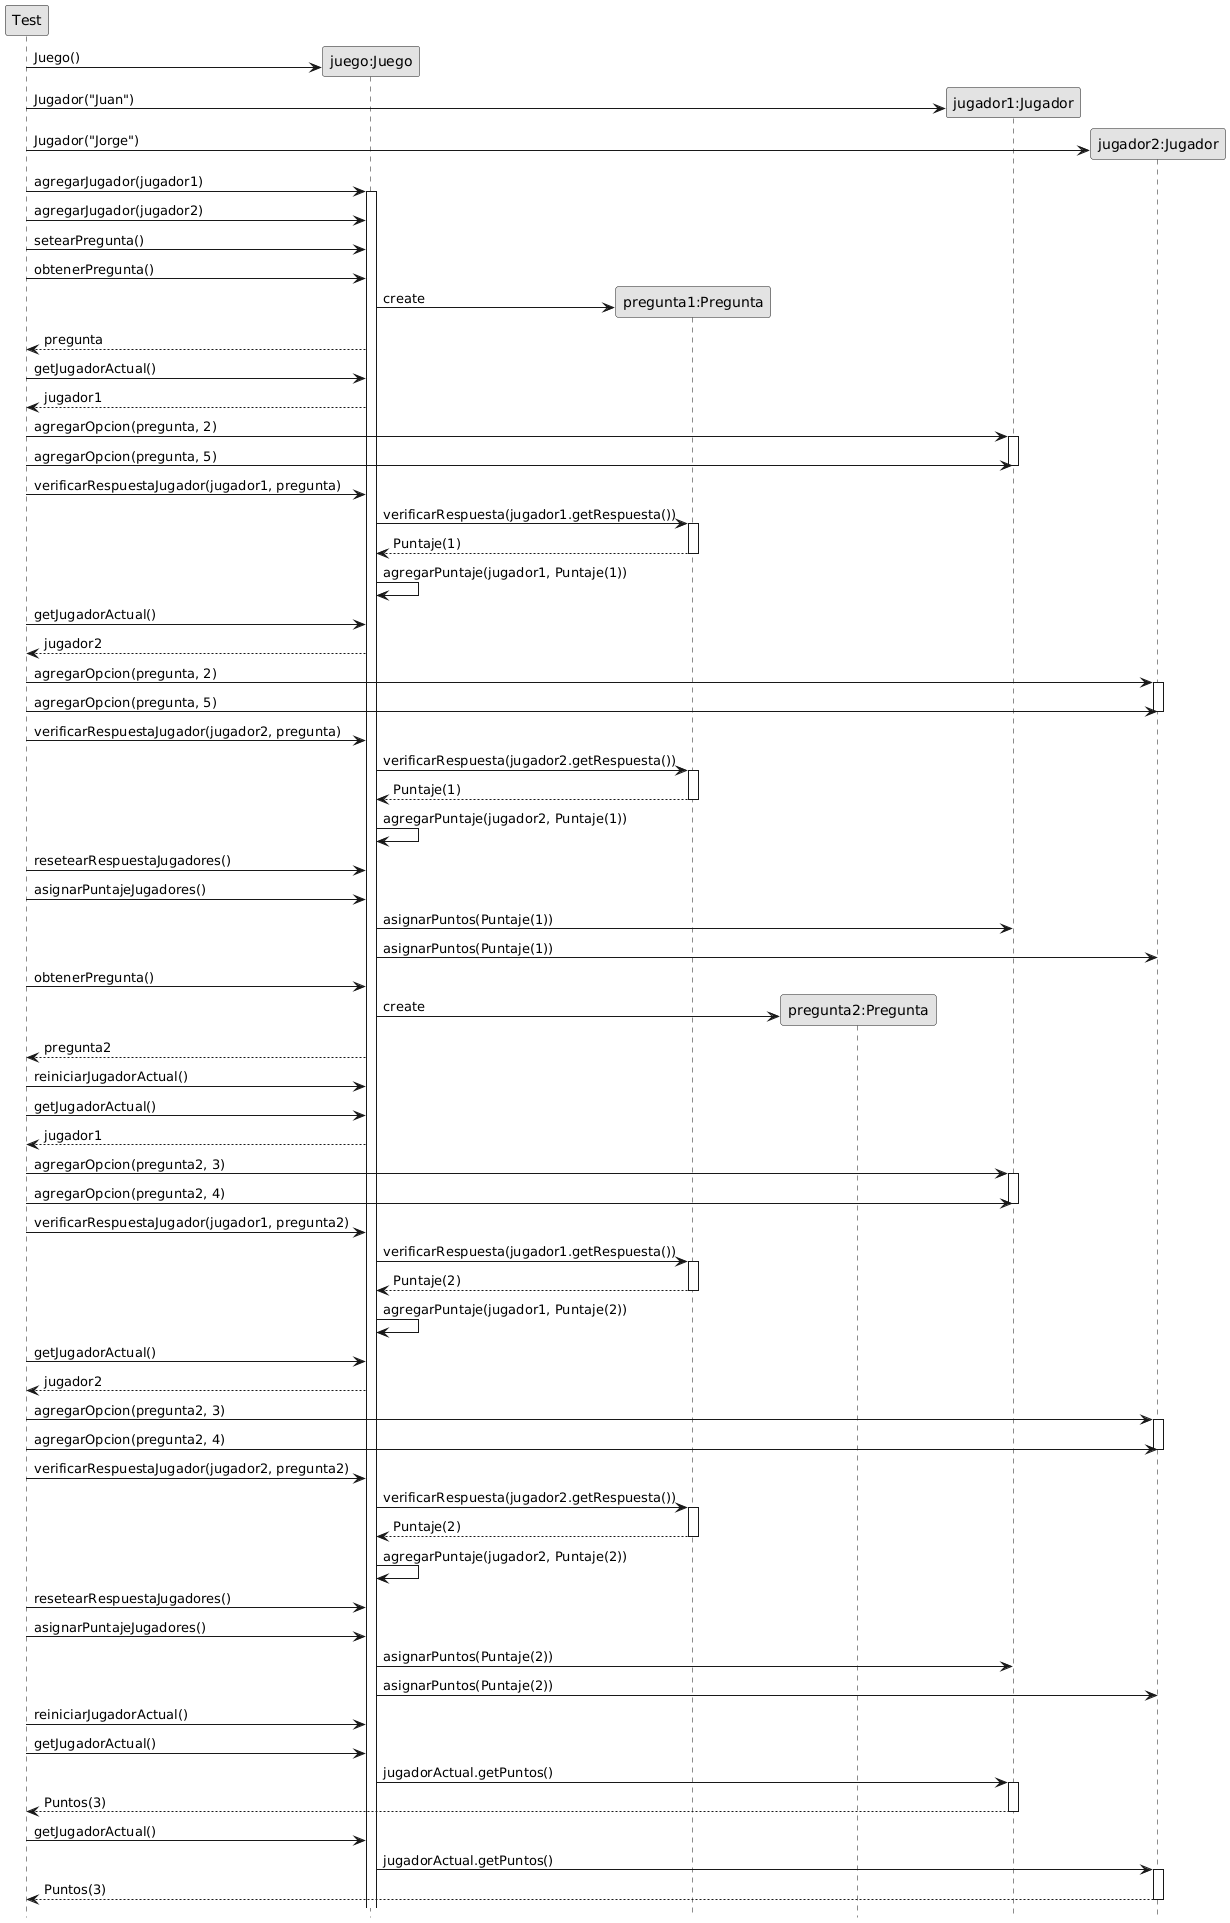 Test
Juego()
juego:Juego
Jugador("Juan")
jugador1:Jugador
Jugador("Jorge")
jugador2:Jugador
agregarJugador(jugador1)
agregarJugador(jugador2)
setearPregunta()
obtenerPregunta()
create
pregunta1:Pregunta
pregunta
getJugadorActual()
jugador1
agregarOpcion(pregunta, 2)
agregarOpcion(pregunta, 5)
verificarRespuestaJugador(jugador1, pregunta)
verificarRespuesta(jugador1.getRespuesta())
Puntaje(1)
agregarPuntaje(jugador1, Puntaje(1))
getJugadorActual()
jugador2
agregarOpcion(pregunta, 2)
agregarOpcion(pregunta, 5)
verificarRespuestaJugador(jugador2, pregunta)
verificarRespuesta(jugador2.getRespuesta())
Puntaje(1)
agregarPuntaje(jugador2, Puntaje(1))
resetearRespuestaJugadores()
asignarPuntajeJugadores()
asignarPuntos(Puntaje(1))
asignarPuntos(Puntaje(1))
obtenerPregunta()
create
pregunta2:Pregunta
pregunta2
reiniciarJugadorActual()
getJugadorActual()
jugador1
agregarOpcion(pregunta2, 3)
agregarOpcion(pregunta2, 4)
verificarRespuestaJugador(jugador1, pregunta2)
verificarRespuesta(jugador1.getRespuesta())
Puntaje(2)
agregarPuntaje(jugador1, Puntaje(2))
getJugadorActual()
jugador2
agregarOpcion(pregunta2, 3)
agregarOpcion(pregunta2, 4)
verificarRespuestaJugador(jugador2, pregunta2)
verificarRespuesta(jugador2.getRespuesta())
Puntaje(2)
agregarPuntaje(jugador2, Puntaje(2))
resetearRespuestaJugadores()
asignarPuntajeJugadores()
asignarPuntos(Puntaje(2))
asignarPuntos(Puntaje(2))
reiniciarJugadorActual()
getJugadorActual()
jugadorActual.getPuntos()
Puntos(3)
getJugadorActual()
jugadorActual.getPuntos()
Puntos(3)